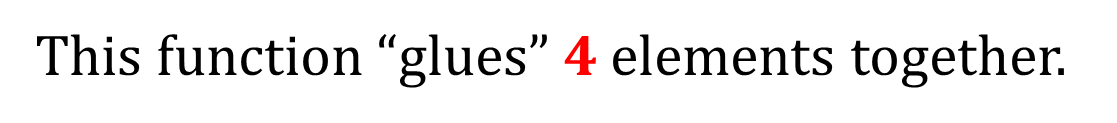 This function “glues” 4 elements together.